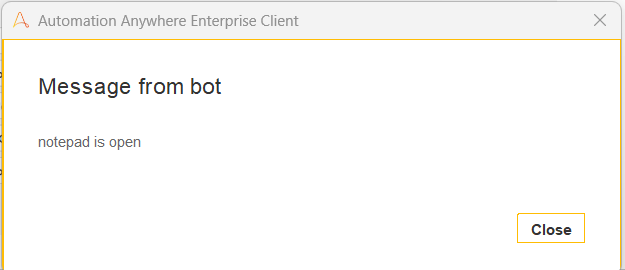 Automation Anywhere Enterprise Client
Message from bot
notepad is open
Close